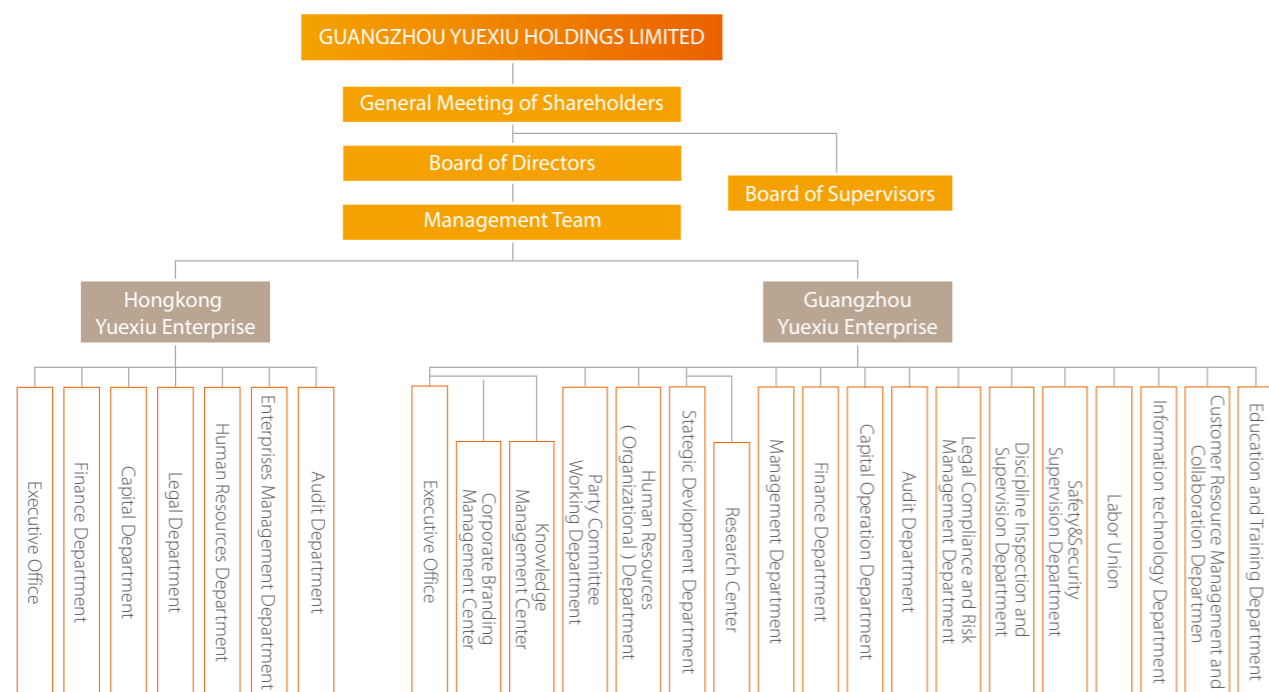 GUANGZHOU YUEXIU HOLDINGS LIMITED
General Meeting of Shareholders
Board of Directors
Board of Supervisors
Management Team
Hongkong
Yuexiu Enterprise
Guangzhou
Yuexiu Enterprise
Executive Office
Finance Department
Capital Department
Legal Department
Human Resources Department
Enterprises Management Department
Audit Department
Executive Office
Corporate Branding
Management Center
Knowledge
Management Center
Party Committee
Working Department
Human Resources
( Organizational ) Department
Stategic Devlopment Department
Research Center
Management Department
Finance Department
Capital Operation Department
Audit Department
Legal Compliance and Risk
Management Department
Discipline Inspection and
Supervision Department
Safety&Security
Supervision Department
Labor Union
Information technology Department
Customer Resource Management and
Collaboration Departmen
Education and Training Department